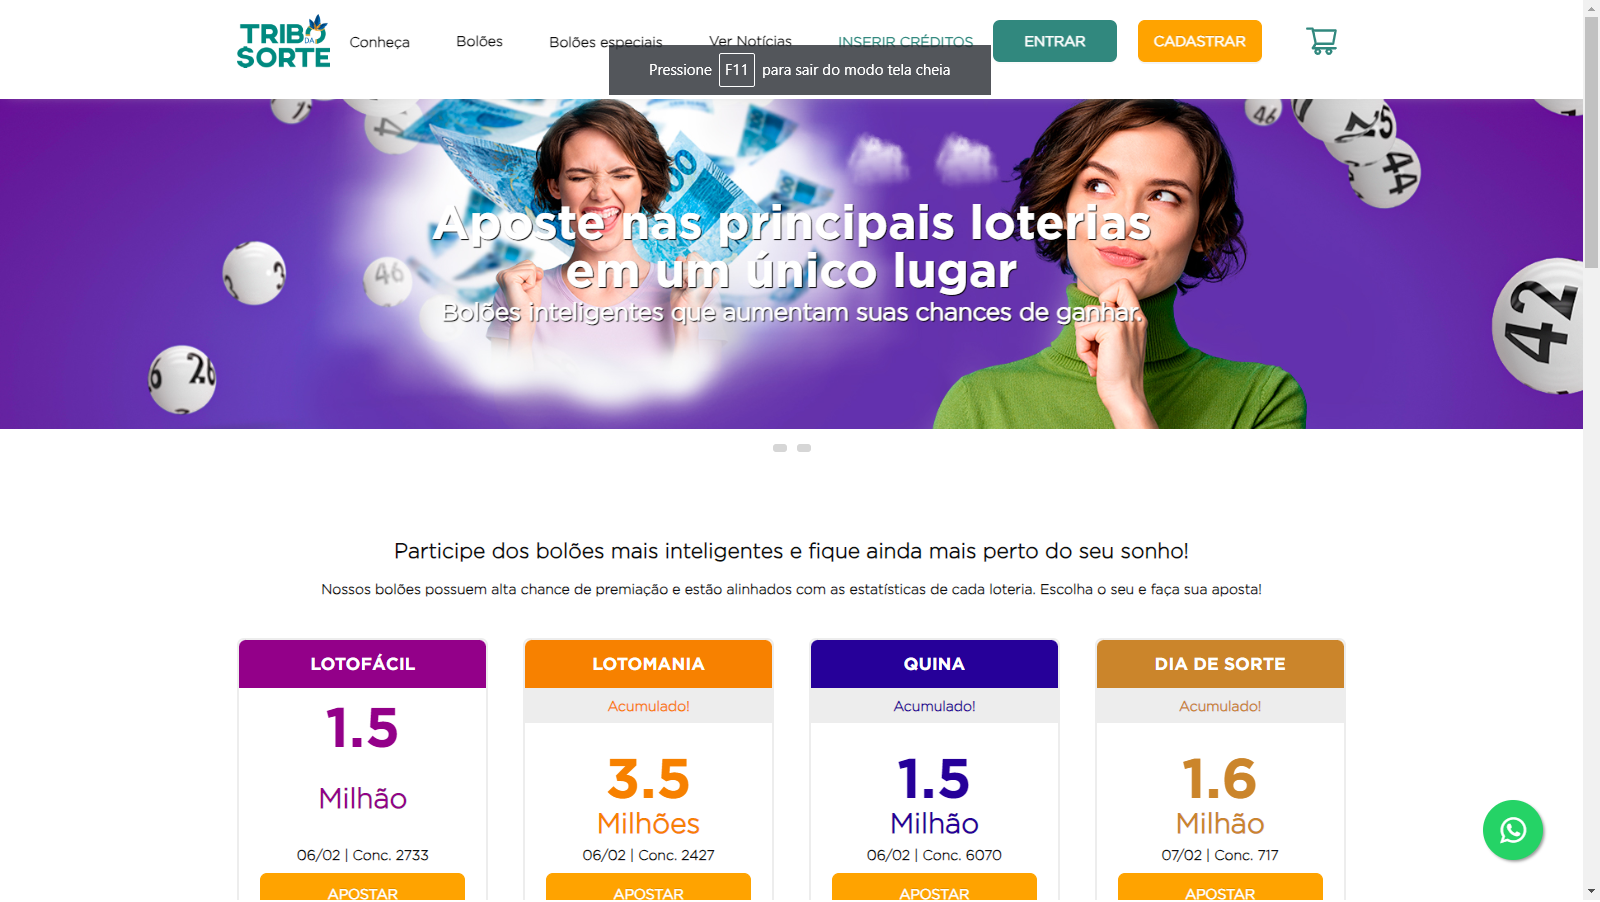 TRIBO
DA
SORTE
Conheça
Bolões
Bolões especiais
Ver Notícias
INSERIR CRÉDITOS
ENTRAR
CADASTRAR
Pressione F11 para sair do modo tela cheia
Aposte nas principais loterias
em um único lugar
Bolões inteligentes que aumentam suas chances de ganhar.
Participe dos bolões mais inteligentes e fique ainda mais perto do seu sonho!
Nossos bolões possuem alta chance de premiação e estão alinhados com as estatísticas de cada loteria. Escolha o seu e faça sua aposta!
LOTOFÁCIL
1.5
Milhão
06/02 | Conc. 2733
APOSTAR
LOTOMANIA
Acumulado!
3.5
Milhões
06/02 | Conc. 2427
APOSTAR
QUINA
Acumulado!
1.5
Milhão
06/02 | Conc. 6070
APOSTAR
DIA DE SORTE
Acumulado!
1.6
Milhão
07/02 | Conc. 717
APOSTAR
44
46
44
46
42